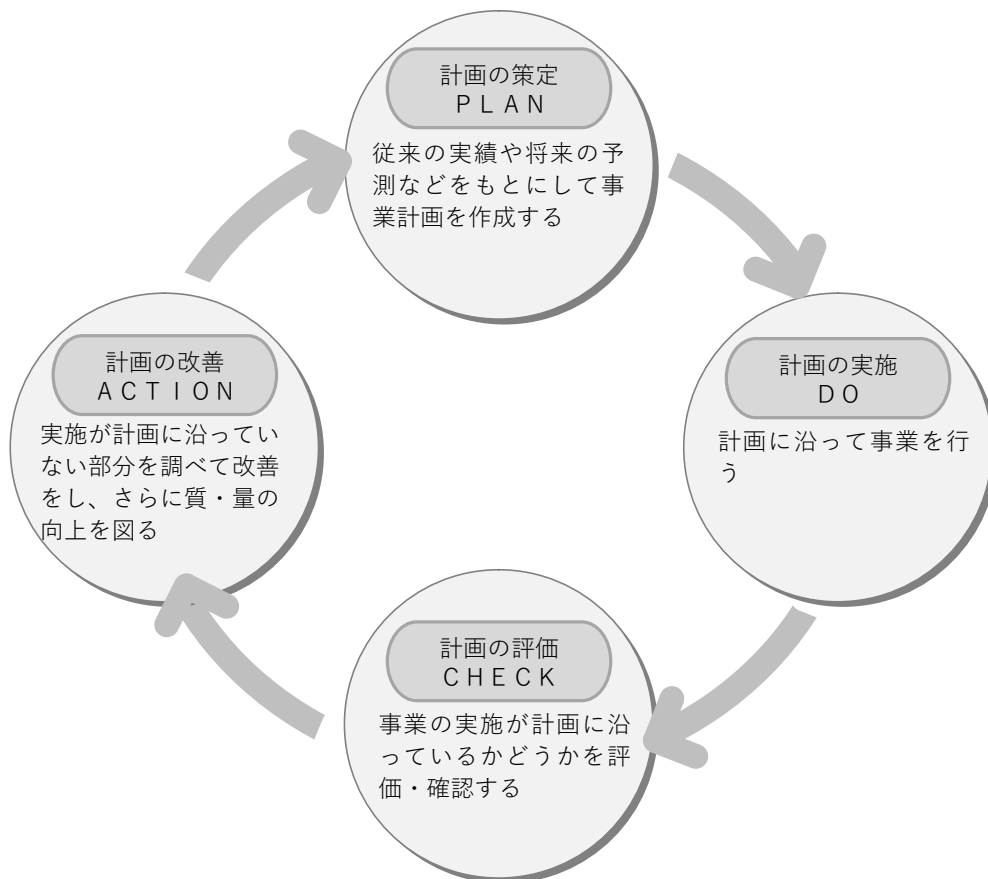 計画の策定
ＰＬＡＮ
従来の実績や将来の予
測などをもとにして事
業計画を作成する
計画の実施
ＤＯ
計画に沿って事業を行
う
計画の評価
ＣＨＥＣＫ
事業の実施が計画に沿
っているかどうかを評
価・確認する
計画の改善
ＡＣＴＩＯＮ
実施が計画に沿ってい
ない部分を調べて改善
をし、さらに質・量の
向上を図る